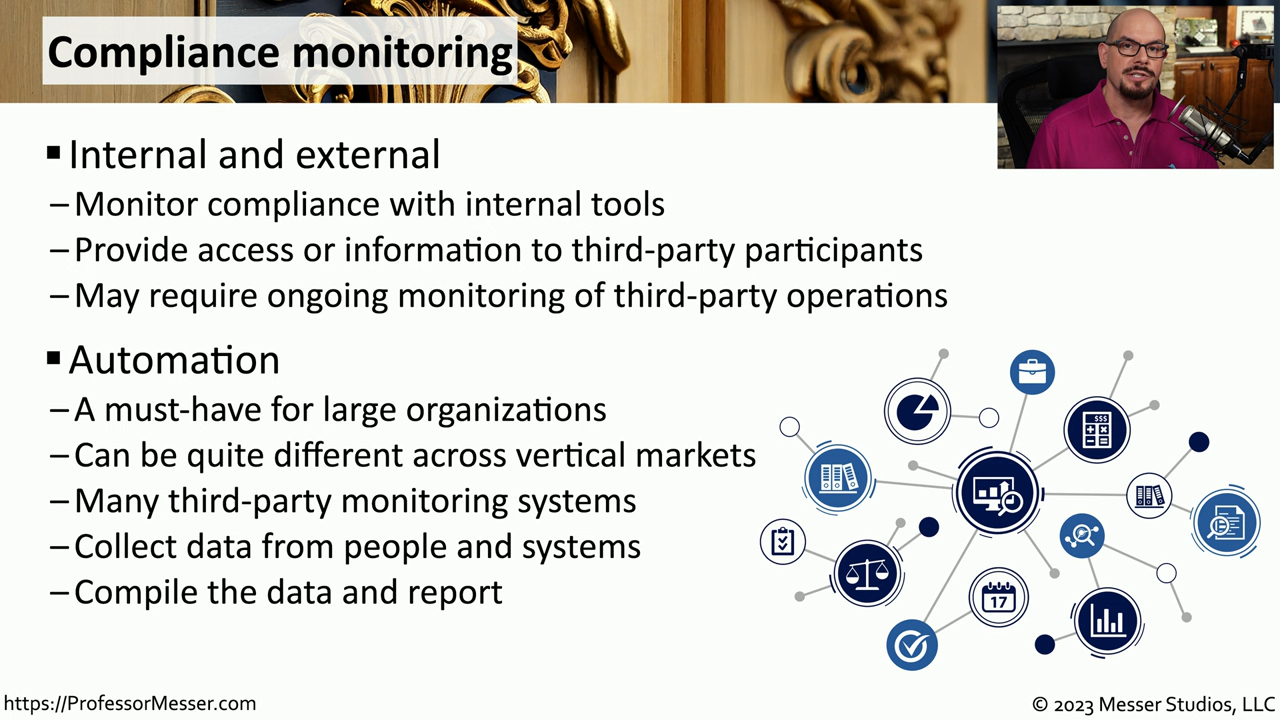 Compliance monitoring
▪ Internal and external
– Monitor compliance with internal tools
– Provide access or information to third-party participants
– May require ongoing monitoring of third-party operations
▪ Automation
– A must-have for large organizations
– Can be quite different across vertical markets
– Many third-party monitoring systems
– Collect data from people and systems
– Compile the data and report
$$$
17
https://ProfessorMesser.com
© 2023 Messer Studios, LLC